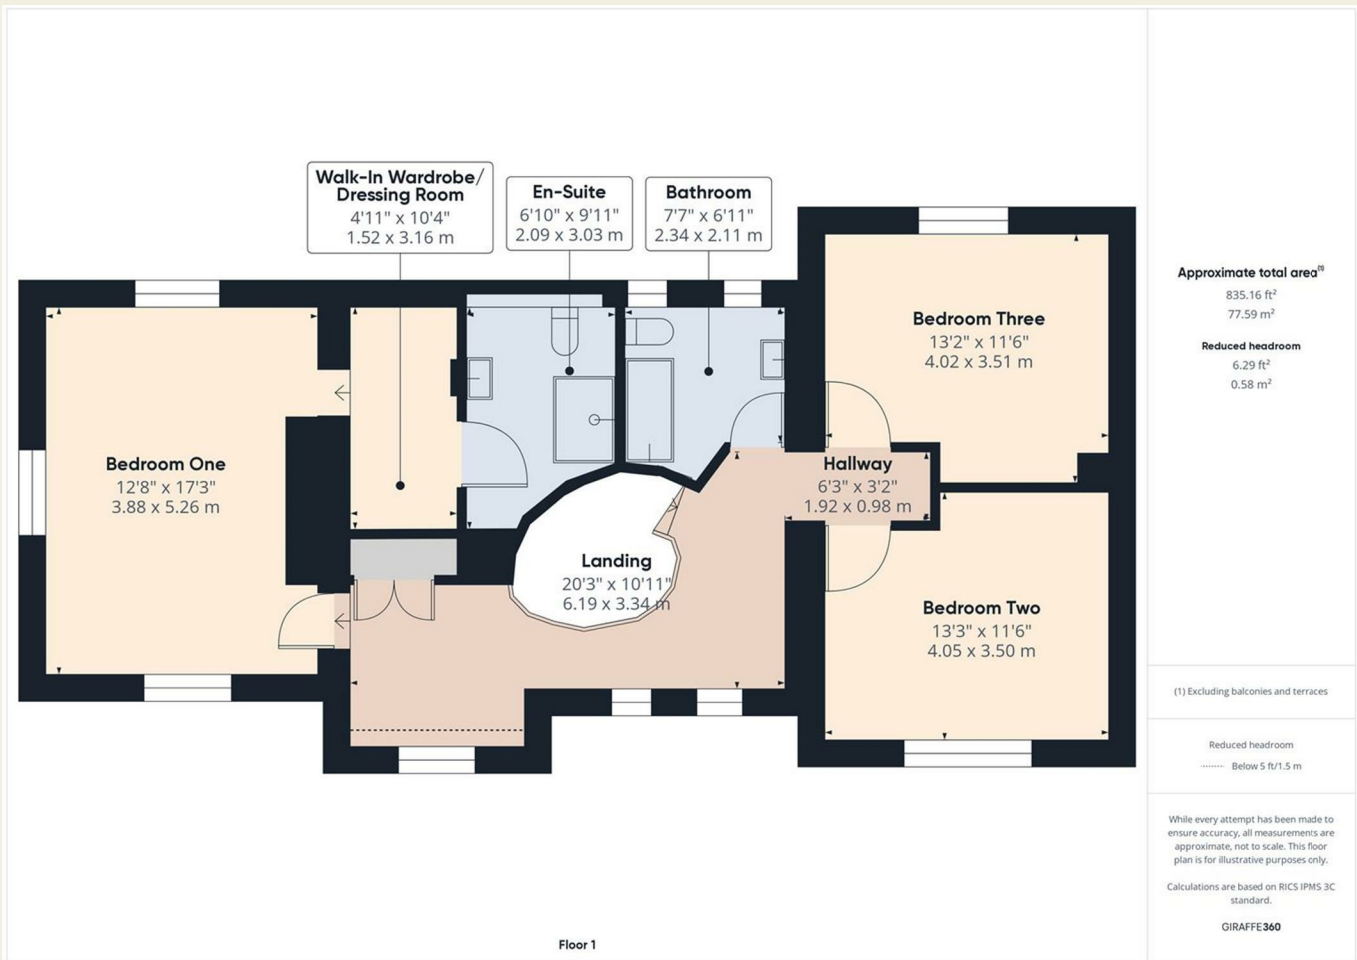 Walk-In Wardrobe/
Dressing Room
4'11" x 10'4"
1.52 x 3.16 m
En-Suite
6'10" x 9'11"
2.09 x 3.03 m
Bathroom
7'7" x 6'11"
2.34 x 2.11 m
Bedroom Three
13'2" x 11'6"
4.02 x 3.51 m
Bedroom One
12'8" x 17'3"
3.88 x 5.26 m
Hallway
6'3" x 3'2"
1.92 x 0.98 m
Landing
20'3" x 10'11"
6.19 x 3.34 m
Bedroom Two
13'3" x 11'6"
4.05 x 3.50 m
Floor 1
Approximate total area(1)
835.16 ft²
77.59 m²
Reduced headroom
6.29 ft²
0.58 m²
(1) Excluding balconies and terraces
Reduced headroom
Below 5 ft/1.5 m
While every attempt has been made to
ensure accuracy, all measurements are
approximate, not to scale. This floor
plan is for illustrative purposes only.
Calculations are based on RICS IPMS 3C
standard.
GIRAFFE360